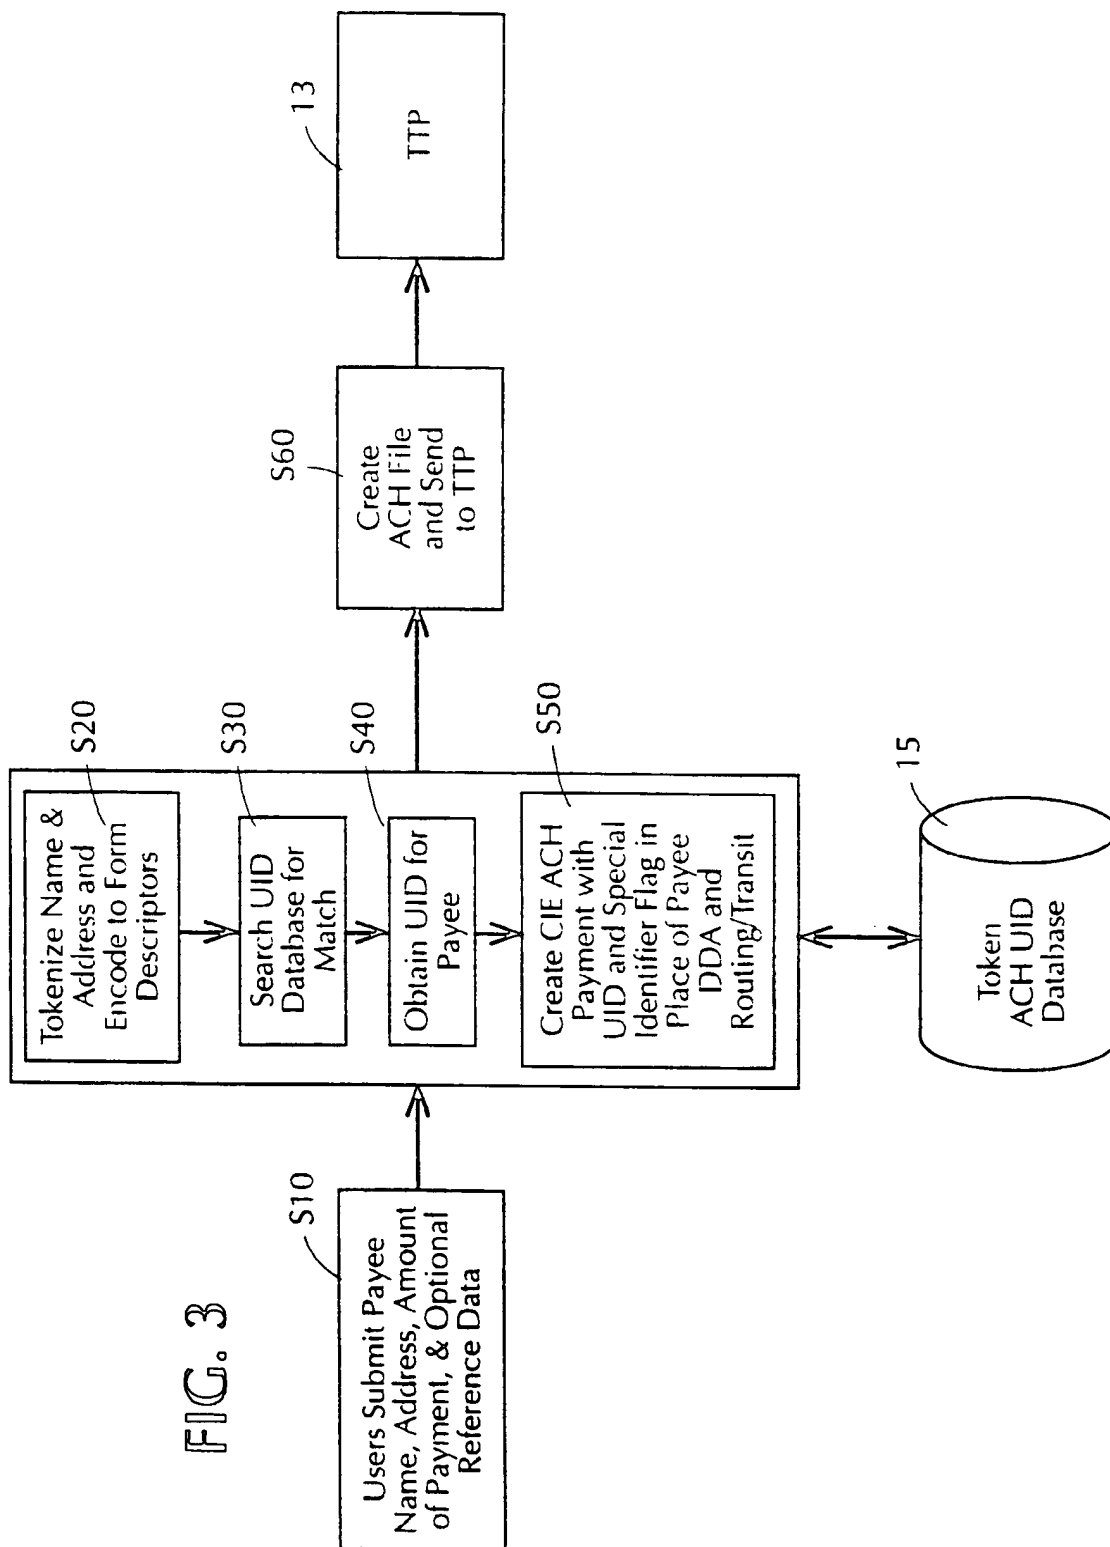 FIG. 3
S10
Users Submit Payee
Name, Address, Amount
of Payment, & Optional
Reference Data
S20
Tokenize Name &
Address and
Encode to Form
Descriptors
S30
Search UID
Database for
Match
S40
Obtain UID for
Payee
S50
Create CIE ACH
Payment with
UID and Special
Identifier Flag in
Place of Payee
DDA and
Routing/Transit
15
Token
ACH UID
Database
S60
Create
ACH File
and Send
to TTP
13
TTP